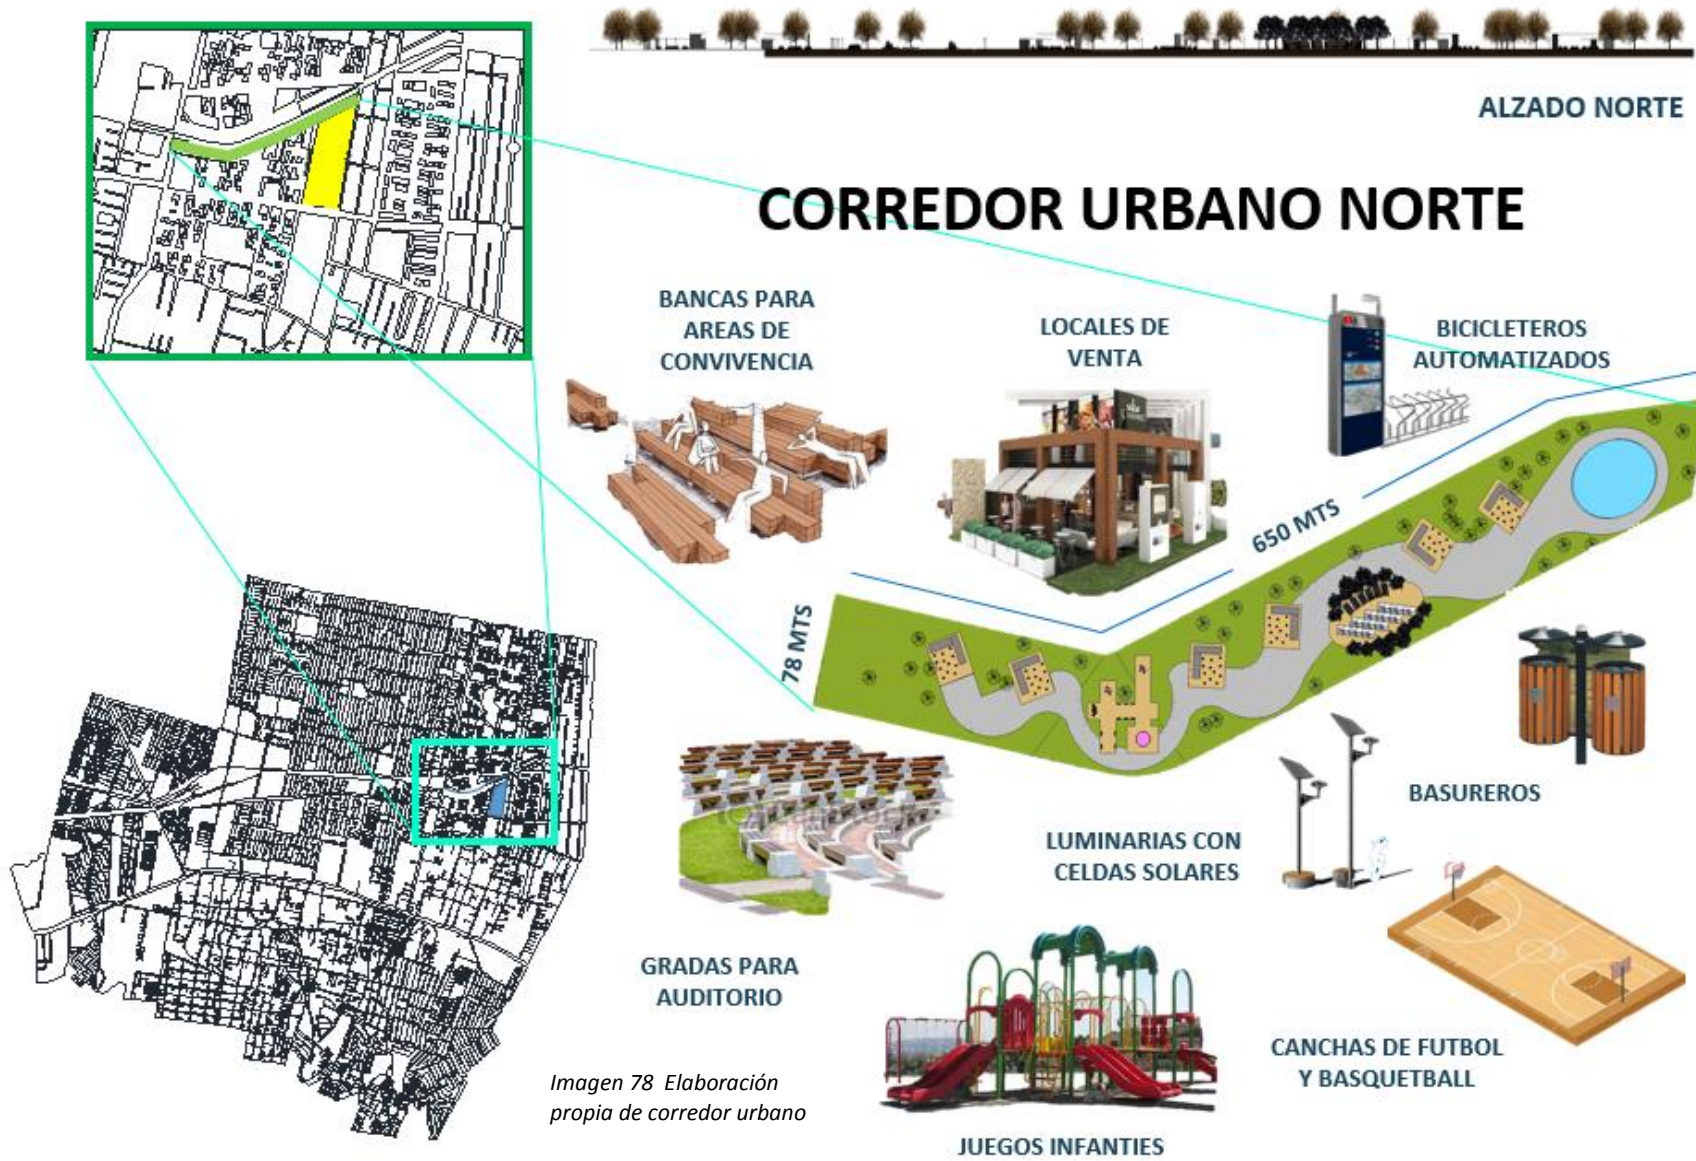 ALZADO NORTE
CORREDOR URBANO NORTE
BANCAS PARA
AREAS DE
CONVIVENCIA
LOCALES DE
VENTA
BICICLETEROS
AUTOMATIZADOS
650 MTS
78 MTS
BASUREROS
LUMINARIAS CON
CELDAS SOLARES
GRADAS PARA
AUDITORIO
CANCHAS DE FUTBOL
Y BASQUETBALL
Imagen 78 Elaboración
propia de corredor urbano
JUEGOS INFANTIES